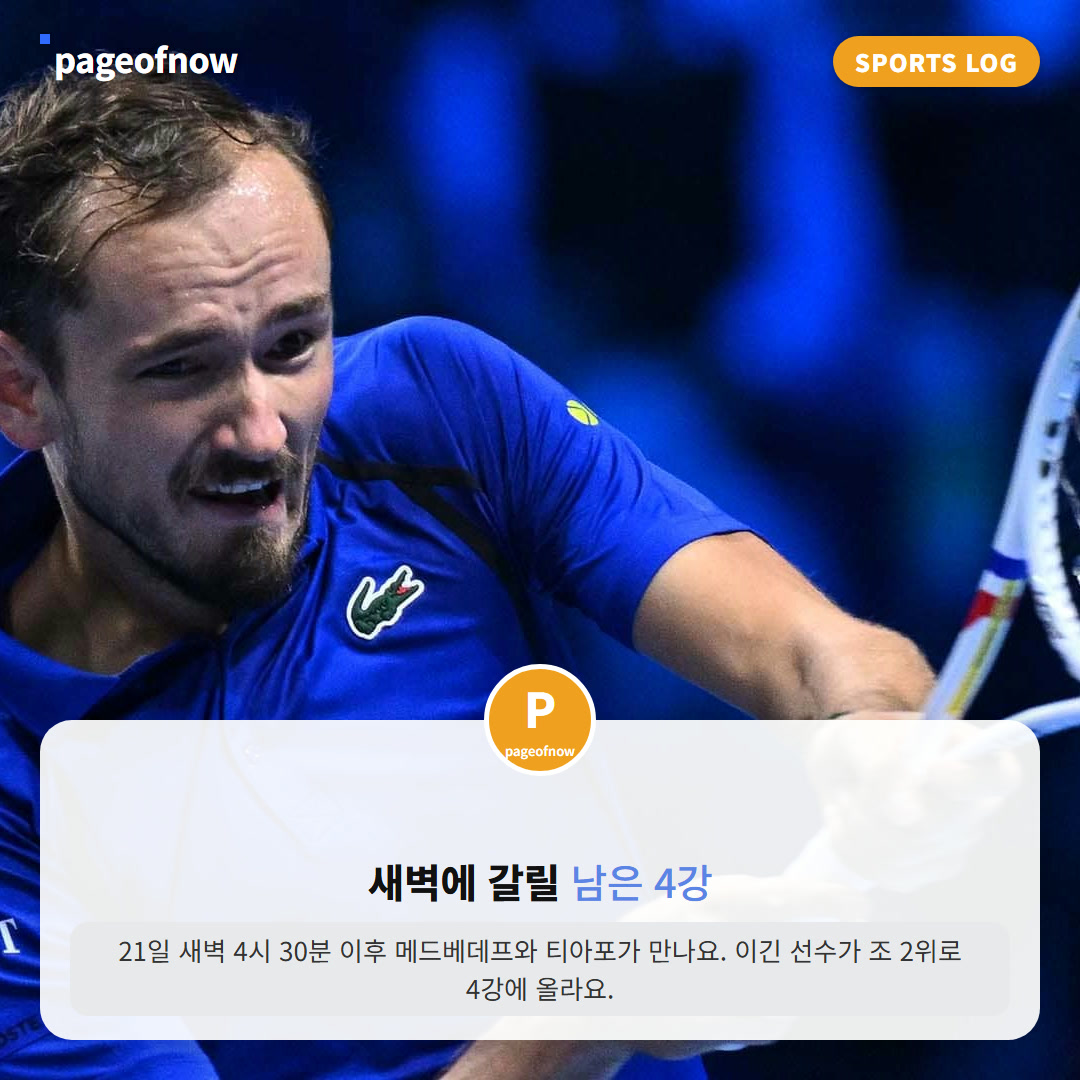 pageofnow
SPORTS LOG
P
pageofnow
새벽에 갈릴 남은 4강
21일 새벽 4시 30분 이후 메드베데프와 티아포가 만나요. 이긴 선수가 조 2위로
4강에 올라요.
T